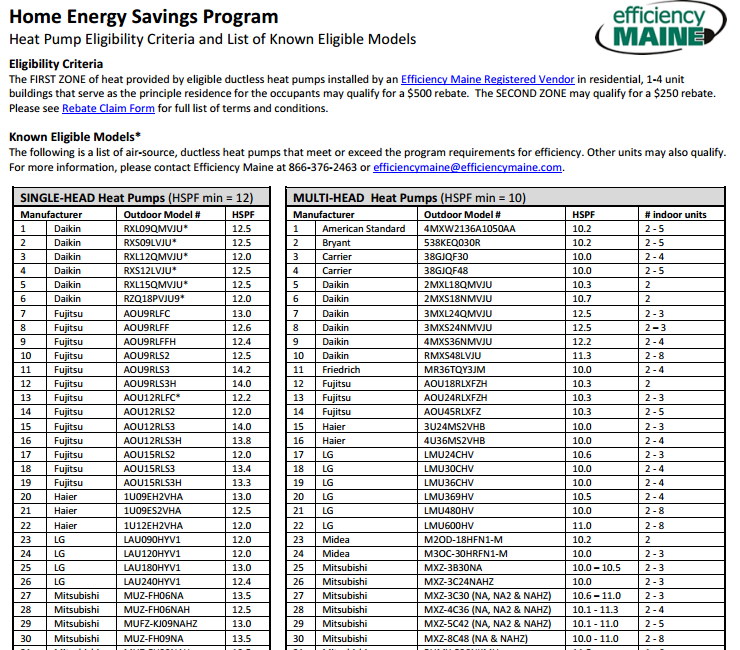 Home Energy Savings Program
Heat Pump Eligibility Criteria and List of Known Eligible Models
efficiency
MAINE
Eligibility Criteria
The FIRST ZONE of heat provided by eligible ductless heat pumps installed by an Efficiency Maine Registered Vendor in residential, 1-4 unit
buildings that serve as the principle residence for the occupants may qualify for a $500 rebate. The SECOND ZONE may qualify for a $250 rebate.
Please see Rebate Claim Form for full list of terms and conditions.
Known Eligible Models*
The following is a list of air-source, ductless heat pumps that meet or exceed the program requirements for efficiency. Other units may also qualify.
For more information, please contact Efficiency Maine at 866-376-2463 or efficiencymaine@efficiencymaine.com.
SINGLE-HEAD Heat Pumps (HSPF min = 12)
Manufacturer Outdoor Model # HSPF
1 Daikin RXL09QMVJU* 12.5
2 Daikin RXS09LVJU* 12.5
3 Daikin RXL12QMVJU* 12.5
4 Daikin RXS12LVJU* 12.5
5 Daikin RXL15QMVJU* 12.5
6 Daikin RZQ18PVJU9* 12.0
7 Fujitsu AOU9RLFC 13.0
8 Fujitsu AOU9RLFF 12.6
9 Fujitsu AOU9RLFFH 12.4
10 Fujitsu AOU9RLS2 12.5
11 Fujitsu AOU9RLS3 14.2
12 Fujitsu AOU9RLS3H 14.0
13 Fujitsu AOU12RLFC* 12.2
14 Fujitsu AOU12RLS2 12.0
15 Fujitsu AOU12RLS3 14.0
16 Fujitsu AOU12RLS3H 13.8
17 Fujitsu AOU15RLS2 12.0
18 Fujitsu AOU15RLS3 13.4
19 Fujitsu AOU15RLS3H 13.3
20 Haier 1U09EH2VHA 13.0
21 Haier 1U09ES2VHA 12.5
22 Haier 1U12EH2VHA 12.0
23 LG LAU090HYV1 12.0
24 LG LAU120HYV1 12.0
25 LG LAU180HYV1 13.0
26 LG LAU240HYV1 12.4
27 Mitsubishi MUZ-FH06NA 13.5
28 Mitsubishi MUZ-FH06NAH 12.5
29 Mitsubishi MUFZ-KJ09NAHZ 13.0
30 Mitsubishi MUZ-FH09NA 13.5
MULTI-HEAD Heat Pumps (HSPF min = 10)
Manufacturer Outdoor Model # HSPF # indoor units
1 American Standard 4MXW2136A1050AA 10.2 2 - 5
2 Bryant 538KEQ030R 10.2 2 - 5
3 Carrier 38GJQF30 10.0 2 - 4
4 Carrier 38GJQF48 10.0 2 - 5
5 Daikin 2MXL18QMVJU 10.3 2
6 Daikin 2MXS18NMVJU 10.7 2
7 Daikin 3MXL24QMVJU 12.5 2 - 3
8 Daikin 3MXS24NMVJU 12.5 2 – 3
9 Daikin 4MXS36NMVJU 12.2 2 - 4
10 Daikin RMXS48LVJU 11.3 2 - 8
11 Friedrich MR36TQY3JM 10.0 2 - 4
12 Fujitsu AOU18RLXFZH 10.3 2
13 Fujitsu AOU24RLXFZH 10.3 2 - 3
14 Fujitsu AOU45RLXFZ 10.3 2 - 5
15 Haier 3U24MS2VHB 10.0 2 - 3
16 Haier 4U36MS2VHB 10.0 2 - 4
17 LG LMU24CHV 10.6 2 - 3
18 LG LMU30CHV 10.0 2 - 4
19 LG LMU36CHV 10.0 2 - 4
20 LG LMU369HV 10.5 2 - 4
21 LG LMU480HV 10.0 2 - 8
22 LG LMU600HV 11.0 2 - 8
23 Midea M2OD-18HFN1-M 10.2 2
24 Midea M3OC-30HRFN1-M 10.0 2 - 3
25 Mitsubishi MXZ-3B30NA 10.0 – 10.5 2 - 3
26 Mitsubishi MXZ-3C24NAHZ 10.0 2 - 3
27 Mitsubishi MXZ-3C30 (NA, NA2 & NAHZ) 10.6 – 11.0 2 - 3
28 Mitsubishi MXZ-4C36 (NA, NA2 & NAHZ) 10.1 - 11.3 2 - 4
29 Mitsubishi MXZ-5C42 (NA, NA2 & NAHZ) 10.1 - 11.0 2 - 5
30 Mitsubishi MXZ-8C48 (NA & NAHZ) 10.0 - 11.0 2 - 8